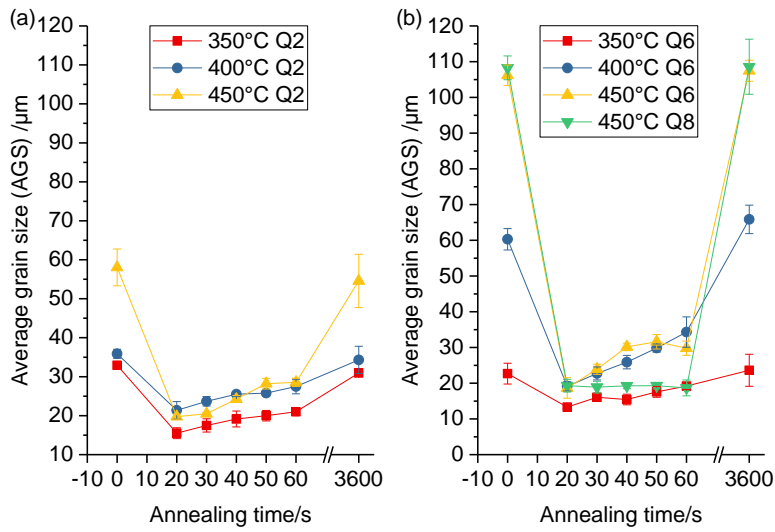 (a)
350°C Q2
400°C Q2
450°C Q2
Average grain size (AGS) /µm
120
110
100
90
80
70
60
50
40
30
20
10
-10 0 20 30 40 50 60 3600
Annealing time/s
(b)
350°C Q6
400°C Q6
450°C Q6
450°C Q8
Average grain size (AGS) /µm
120
110
100
90
80
70
60
50
40
30
20
10
0
-10 0 20 30 40 50 60 3600
Annealing time/s